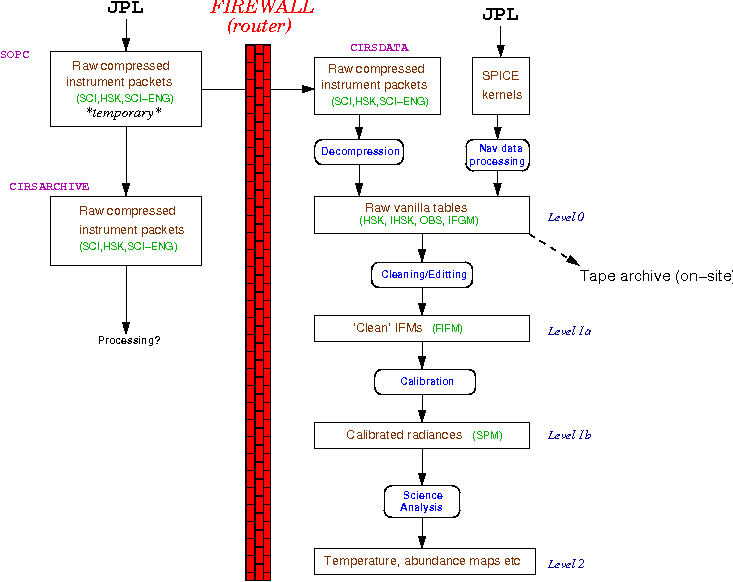 JPL
FIREWALL
(router)
JPL
SOPC
CIRSDATA
Raw compressed
instrument packets
(SCI,HSK,SCI-ENG)
*temporary*
Raw compressed
instrument packets
(SCI,HSK,SCI-ENG)
SPICE
kernels
Decompression
Nav data
processing
CIRSARCHIVE
Raw compressed
instrument packets
(SCI,HSK,SCI-ENG)
Raw vanilla tables
(HSK, IHSK, OBS, IFGM)
Level 0
Cleaning/Editting
Tape archive (on-site)
Processing?
'Clean' IFMs (FIFM)
Level 1a
Calibration
Calibrated radiances (SPM)
Level 1b
Science
Analysis
Temperature, abundance maps etc
Level 2